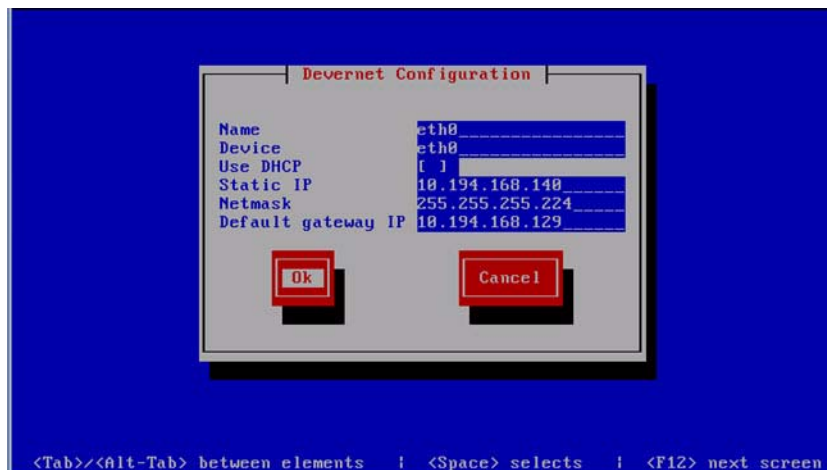 Devernet Configuration
Name eth0
Device eth0
Use DHCP [ ]
Static IP 10.194.168.140
Netmask 255.255.255.224
Default gateway IP 10.194.168.129
Ok Cancel
<Tab>/<Alt-Tab> between elements | <Space> selects | <F12> next screen